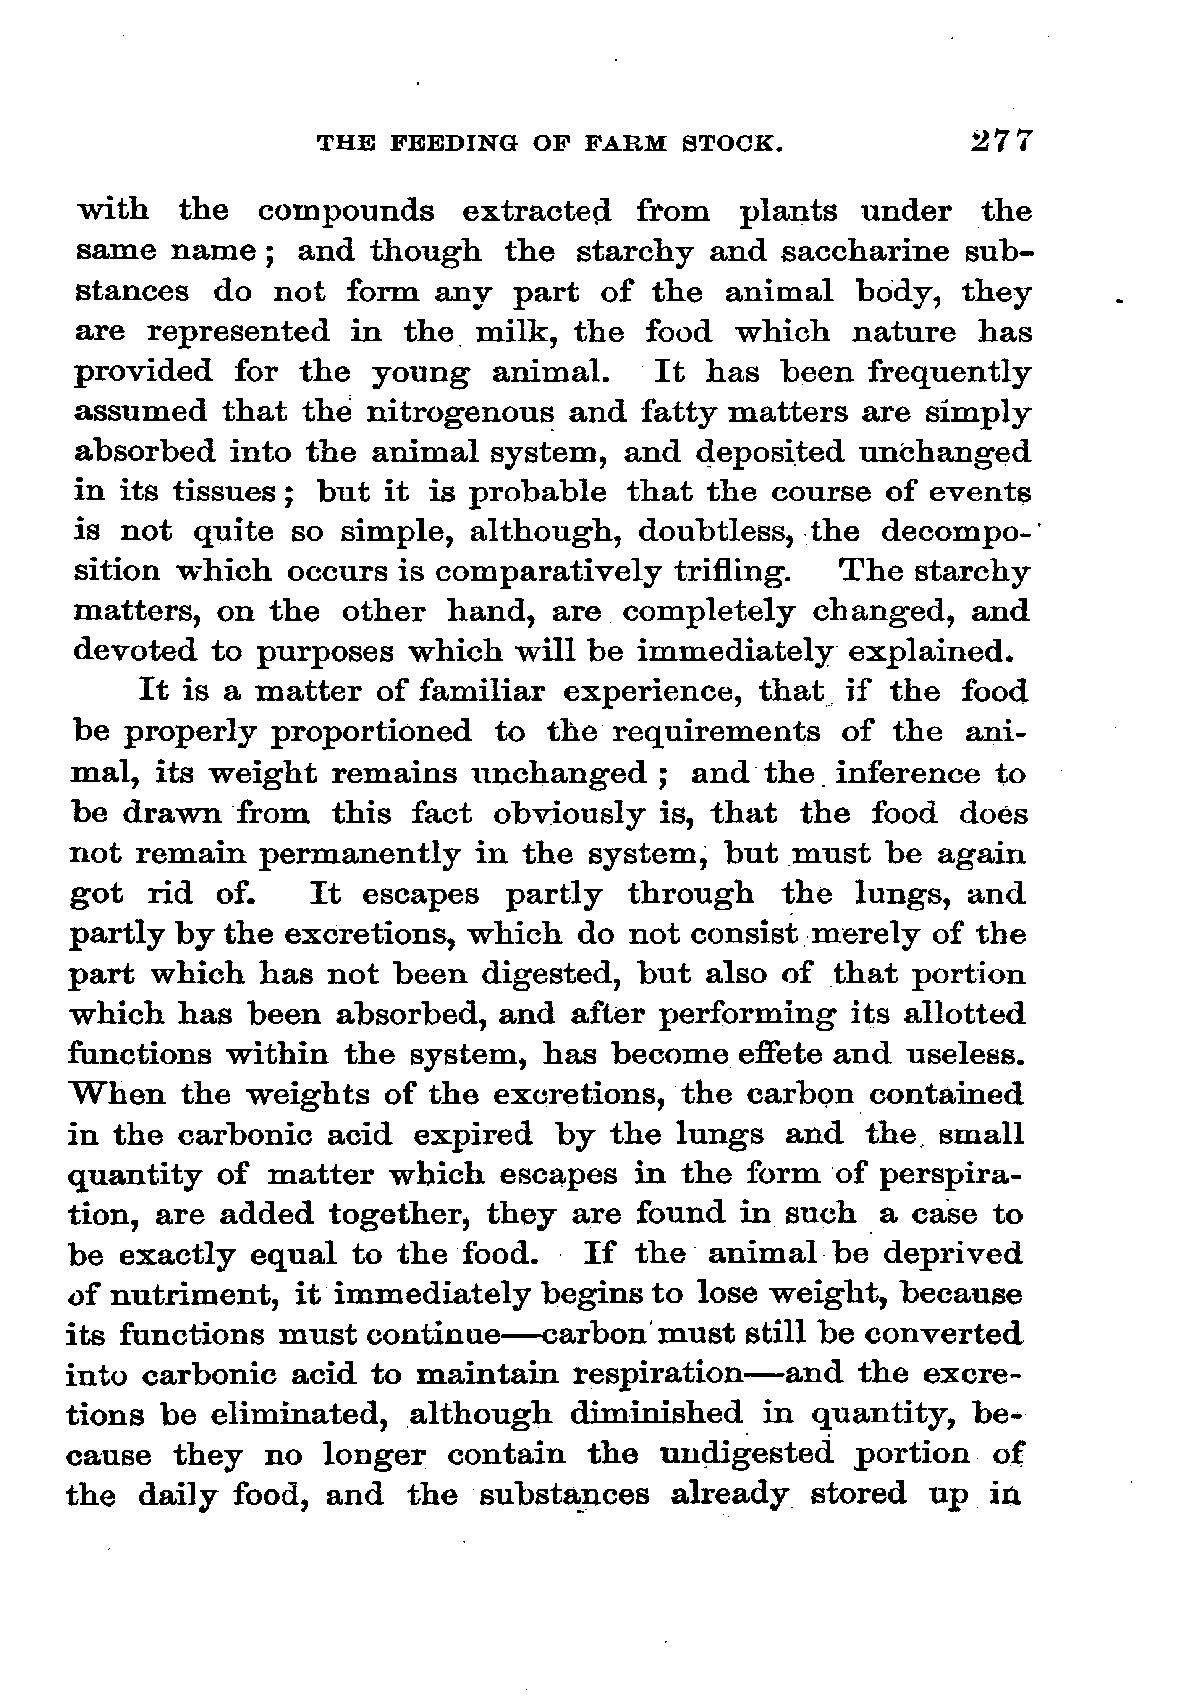 THE FEEDING OF FARM STOCK. 277
with the compounds extracted from plants under the
same name; and though the starchy and saccharine sub-
stances do not form any part of the animal body, they
are represented in the milk, the food which nature has
provided for the young animal. It has been frequently
assumed that the nitrogenous and fatty matters are simply
absorbed into the animal system, and deposited unchanged
in its tissues; but it is probable that the course of events
is not quite so simple, although, doubtless, the decompo-
sition which occurs is comparatively trifling. The starchy
matters, on the other hand, are completely changed, and
devoted to purposes which will be immediately explained.
It is a matter of familiar experience, that if the food
be properly proportioned to the requirements of the ani-
mal, its weight remains unchanged; and the inference to
be drawn from this fact obviously is, that the food does
not remain permanently in the system, but must be again
got rid of. It escapes partly through the lungs, and
partly by the excretions, which do not consist merely of the
part which has not been digested, but also of that portion
which has been absorbed, and after performing its allotted
functions within the system, has become effete and useless.
When the weights of the excretions, the carbon contained
in the carbonic acid expired by the lungs and the small
quantity of matter which escapes in the form of perspira-
tion, are added together, they are found in such a case to
be exactly equal to the food. If the animal be deprived
of nutriment, it immediately begins to lose weight, because
its functions must continue—carbon must still be converted
into carbonic acid to maintain respiration—and the excre-
tions be eliminated, although diminished in quantity, be-
cause they no longer contain the undigested portion of
the daily food, and the substances already stored up in